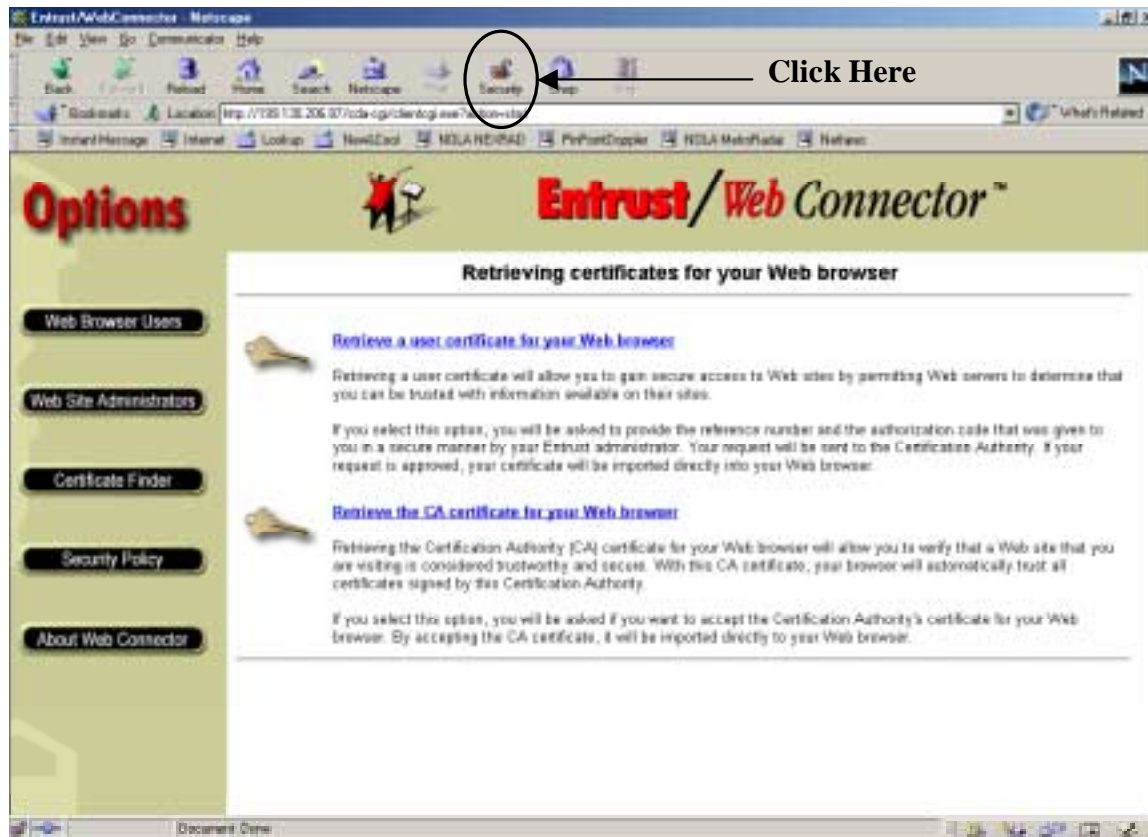 Entrust/WebConnector - Netscape
File Edit View Go Communicator Help
Back Reload Home Search Netscape Security Shop
Click Here
Bookmarks Location What's Related
Instant Message Internet Lookup New&Cool NOLA NEXRAD PinPointDoppler NOLA MetroRadar Netnews
Options
Entrust/Web Connector™
Retrieving certificates for your Web browser
Web Browser Users
Retrieve a user certificate for your Web browser
Retrieving a user certificate will allow you to gain secure access to Web sites by permitting Web servers to determine that
you can be trusted with information available on their sites.
Web Site Administrators
If you select this option, you will be asked to provide the reference number and the authorization code that was given to
you in a secure manner by your Entrust administrator. Your request will be sent to the Certification Authority. If your
request is approved, your certificate will be imported directly into your Web browser.
Certificate Finder
Retrieve the CA certificate for your Web browser
Retrieving the Certification Authority (CA) certificate for your Web browser will allow you to verify that a Web site that you
are visiting is considered trustworthy and secure. With this CA certificate, your browser will automatically trust all
certificates signed by this Certification Authority.
Security Policy
If you select this option, you will be asked if you want to accept the Certification Authority's certificate for your Web
browser. By accepting the CA certificate, it will be imported directly to your Web browser.
About Web Connector
Document Done